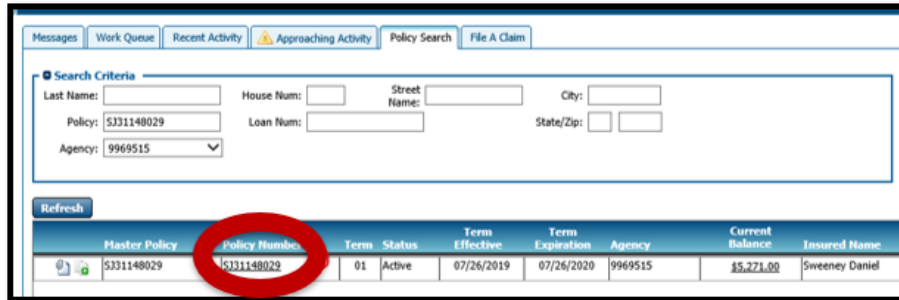 Messages Work Queue Recent Activity Approaching Activity Policy Search File A Claim
Search Criteria
Last Name: House Num: Street Name: City:
Policy: SJ31148029 Loan Num: State/Zip:
Agency: 9969515
Refresh
Master Policy Policy Number Term Status Term Effective Term Expiration Agency Current Balance Insured Name
SJ31148029 SJ31148029 01 Active 07/26/2019 07/26/2020 9969515 $5,271.00 Sweeney Daniel